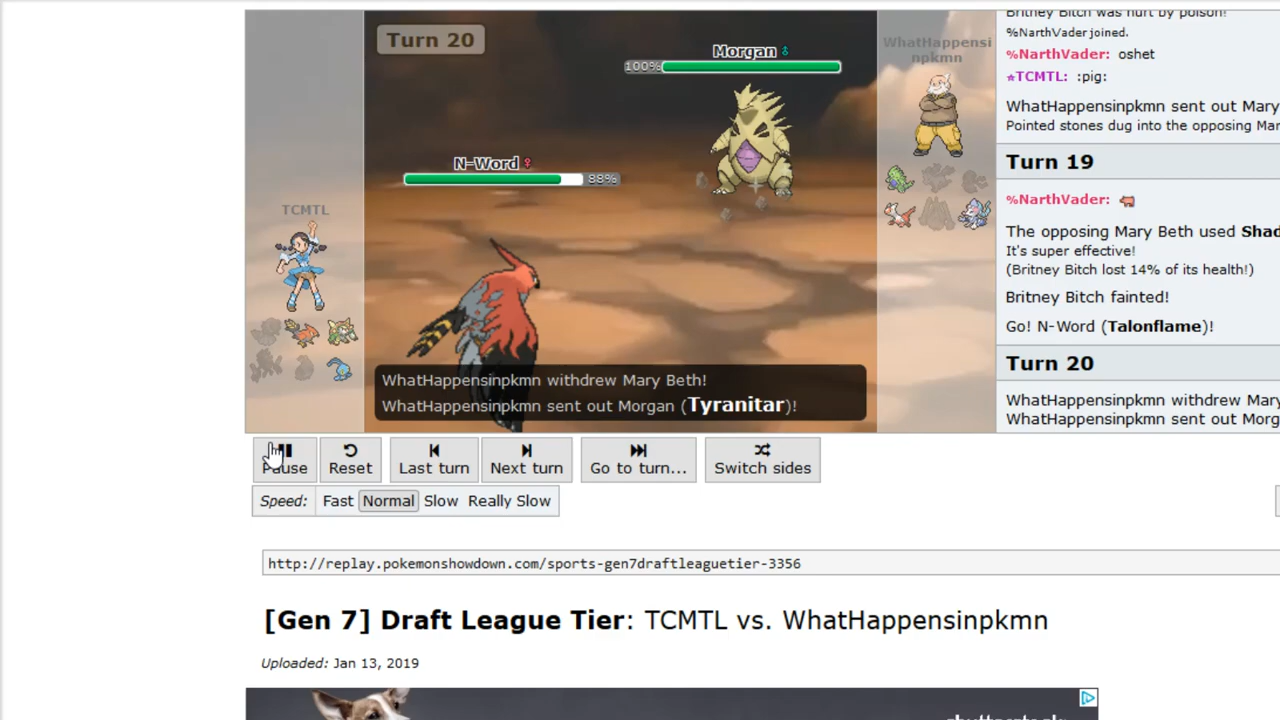 Turn 20
Morgan ♂
100%
N-Word ♀
88%
TCMTL
WhatHappensi
npkmn
WhatHappensinpkmn withdrew Mary Beth!
WhatHappensinpkmn sent out Morgan (Tyranitar)!
Britney Bitch was hurt by poison!
%NarthVader joined.
%NarthVader: oshet
★TCMTL: :pig:
WhatHappensinpkmn sent out Mary
Pointed stones dug into the opposing Mar
Turn 19
%NarthVader:
The opposing Mary Beth used Shad
It's super effective!
(Britney Bitch lost 14% of its health!)
Britney Bitch fainted!
Go! N-Word (Talonflame)!
Turn 20
WhatHappensinpkmn withdrew Mary
WhatHappensinpkmn sent out Morg
Pause
Reset
Last turn
Next turn
Go to turn...
Switch sides
Speed: Fast Normal Slow Really Slow
http://replay.pokemonshowdown.com/sports-gen7draftleaguetier-3356
[Gen 7] Draft League Tier: TCMTL vs. WhatHappensinpkmn
Uploaded: Jan 13, 2019